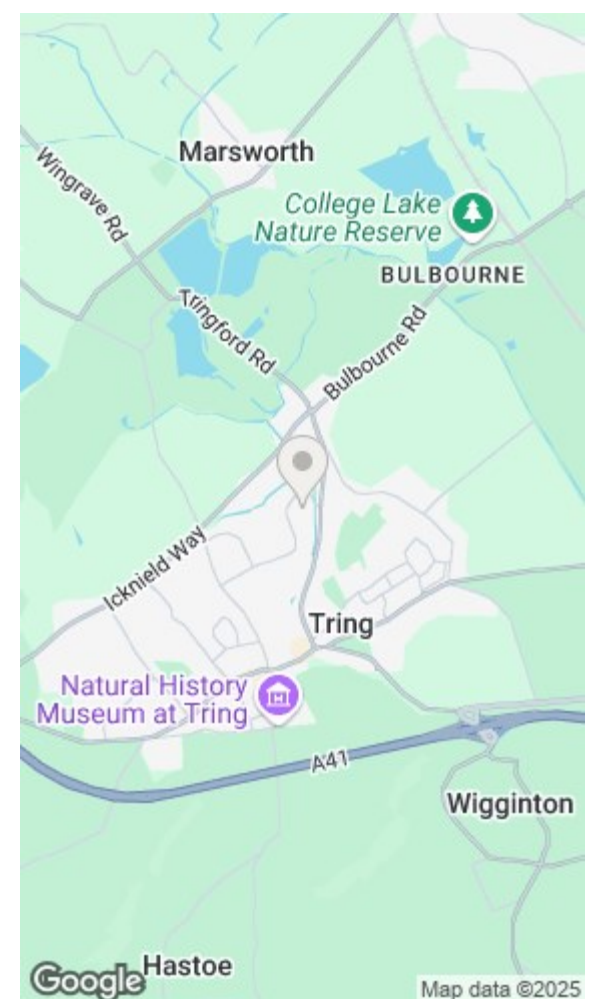 Marsworth
Wingrave Rd
College Lake
Nature Reserve
BULBOURNE
Tringford Rd
Bulbourne Rd
Icknield Way
Tring
Natural History
Museum at Tring
A41
Wigginton
Hastoe
Google
Map data ©2025